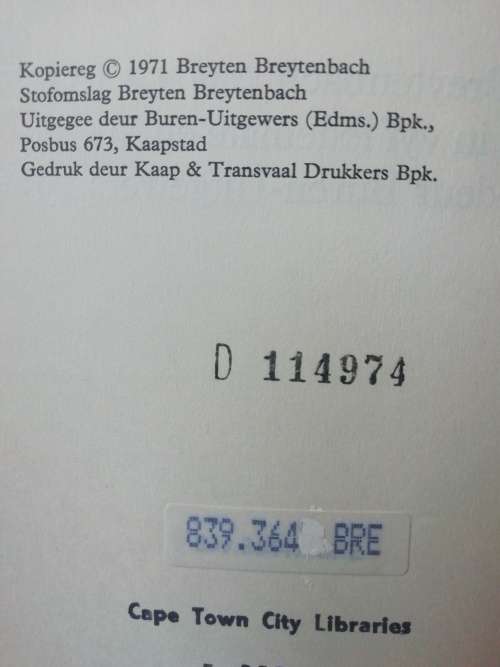 Kopiereg © 1971 Breyten Breytenbach
Stofomslag Breyten Breytenbach
Uitgegee deur Buren-Uitgewers (Edms.) Bpk.,
Posbus 673, Kaapstad
Gedruk deur Kaap & Transvaal Drukkers Bpk.
D 114974
839.364 BRE
Cape Town City Libraries